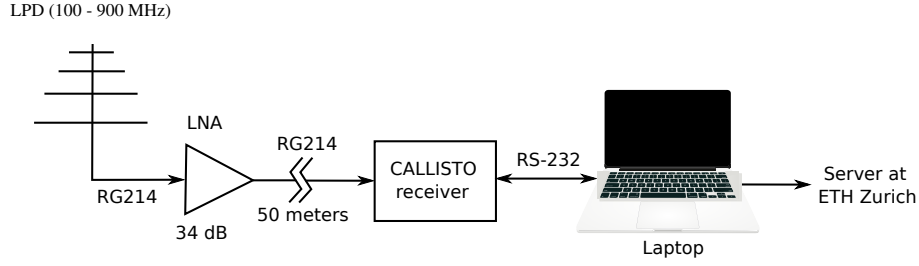 LPD (100 - 900 MHz)
LNA
RG214
34 dB
RG214
50 meters
CALLISTO
receiver
RS-232
Laptop
Server at
ETH Zurich